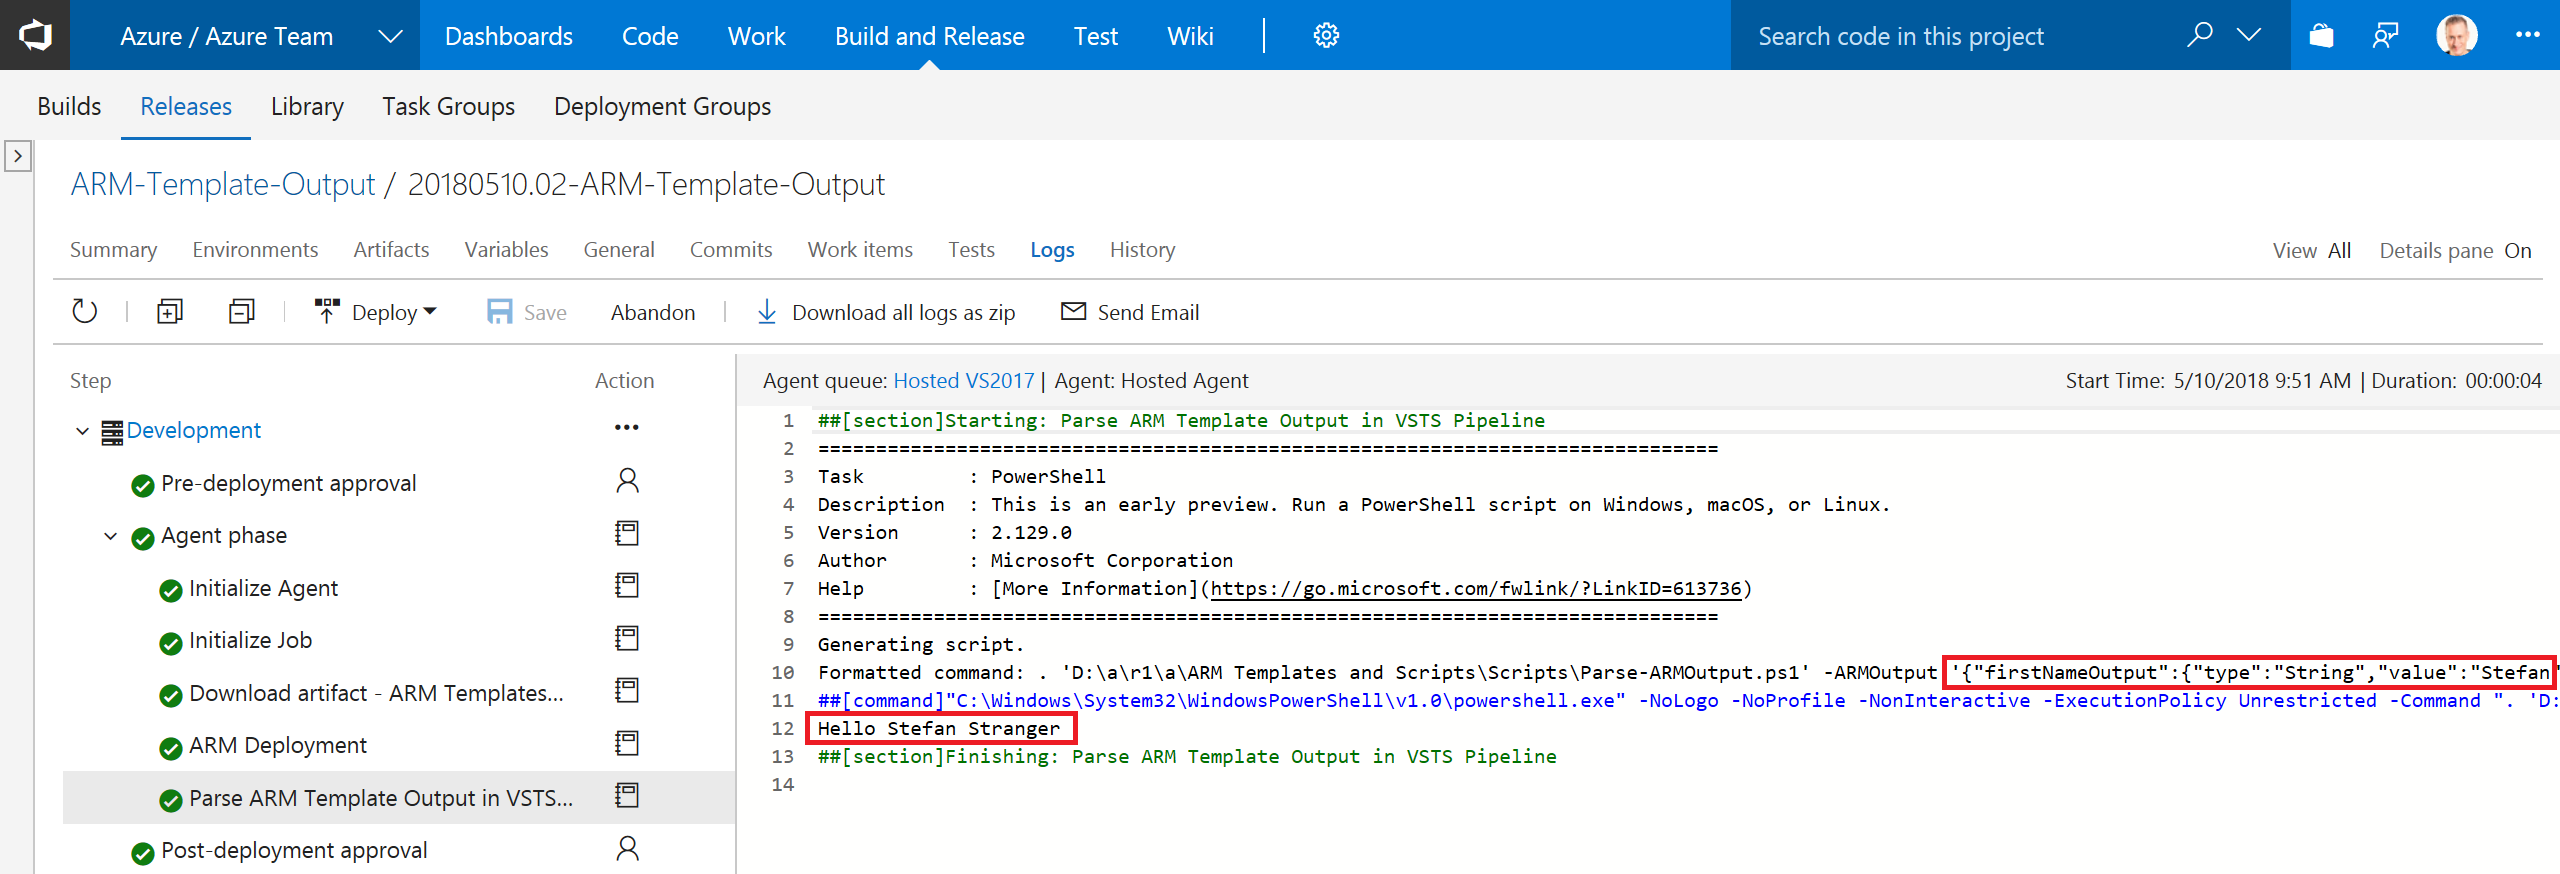 Azure / Azure Team Dashboards Code Work Build and Release Test Wiki Search code in this project
Builds Releases Library Task Groups Deployment Groups
ARM-Template-Output / 20180510.02-ARM-Template-Output
Summary Environments Artifacts Variables General Commits Work items Tests Logs History View All Details pane On
Deploy Save Abandon Download all logs as zip Send Email
Step Action
Development
Pre-deployment approval
Agent phase
Initialize Agent
Initialize Job
Download artifact - ARM Templates...
ARM Deployment
Parse ARM Template Output in VSTS...
Post-deployment approval
Agent queue: Hosted VS2017 | Agent: Hosted Agent Start Time: 5/10/2018 9:51 AM | Duration: 00:00:04
1 ##[section]Starting: Parse ARM Template Output in VSTS Pipeline
2 ==============================================================================
3 Task : PowerShell
4 Description : This is an early preview. Run a PowerShell script on Windows, macOS, or Linux.
5 Version : 2.129.0
6 Author : Microsoft Corporation
7 Help : [More Information](https://go.microsoft.com/fwlink/?LinkID=613736)
8 ==============================================================================
9 Generating script.
10 Formatted command: . 'D:\a\r1\a\ARM Templates and Scripts\Scripts\Parse-ARMOutput.ps1' -ARMOutput '{"firstNameOutput":{"type":"String","value":"Stefan"
11 ##[command]"C:\Windows\System32\WindowsPowerShell\v1.0\powershell.exe" -NoLogo -NoProfile -NonInteractive -ExecutionPolicy Unrestricted -Command ". 'D:
12 Hello Stefan Stranger
13 ##[section]Finishing: Parse ARM Template Output in VSTS Pipeline
14